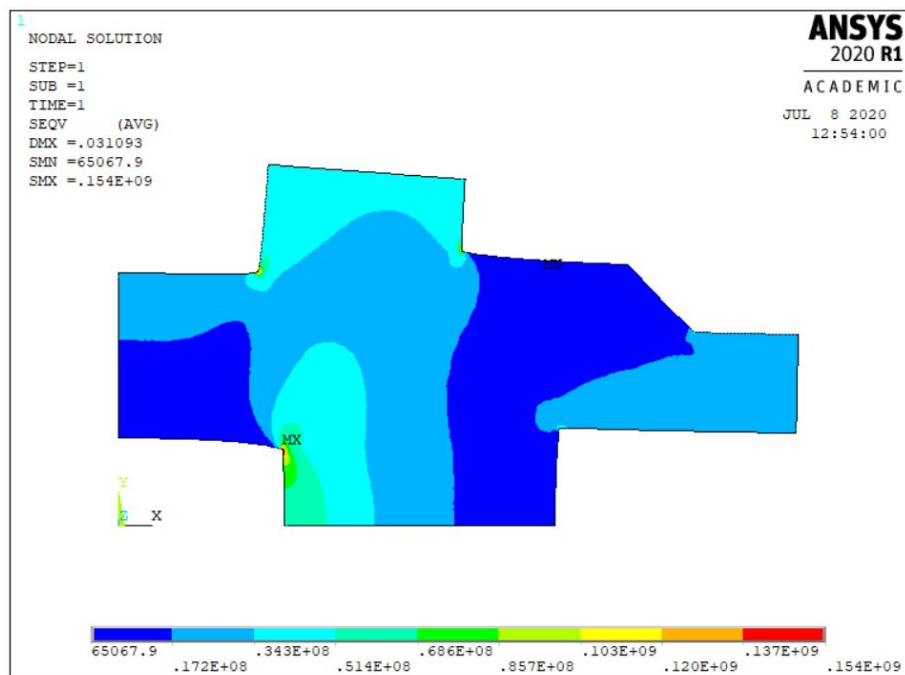 1
NODAL SOLUTION
STEP=1
SUB =1
TIME=1
SEQV (AVG)
DMX =.031093
SMN =65067.9
SMX =.154E+09
ANSYS
2020 R1
ACADEMIC
JUL 8 2020
12:54:00
MN
MX
Y
Z X
65067.9 .343E+08 .686E+08 .103E+09 .137E+09
.172E+08 .514E+08 .857E+08 .120E+09 .154E+09